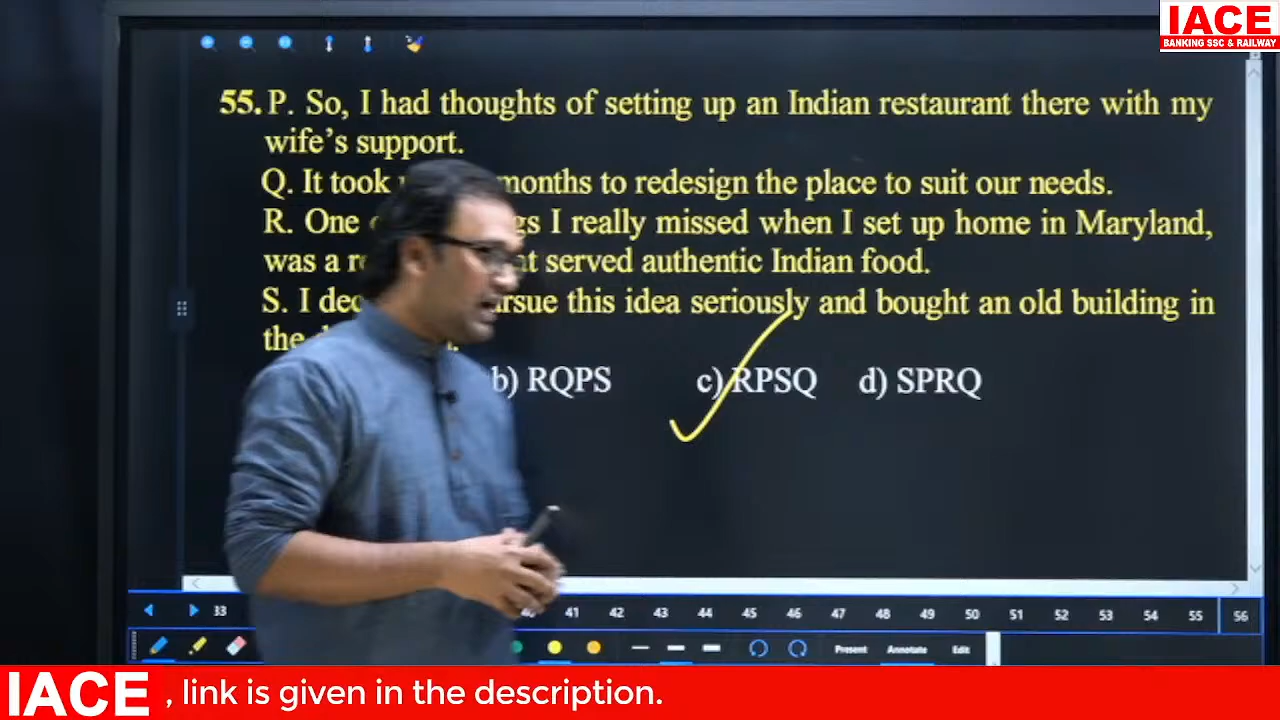 IACE
BANKING SSC & RAILWAY
55. P. So, I had thoughts of setting up an Indian restaurant there with my
wife's support.
Q. It took months to redesign the place to suit our needs.
R. One I really missed when I set up home in Maryland,
was a served authentic Indian food.
S. I this idea seriously and bought an old building in
the
b) RQPS c) RPSQ d) SPRQ
33 41 42 43 44 45 46 47 48 49 50 51 52 53 54 55 56
Present Annotate Edit
IACE , link is given in the description.